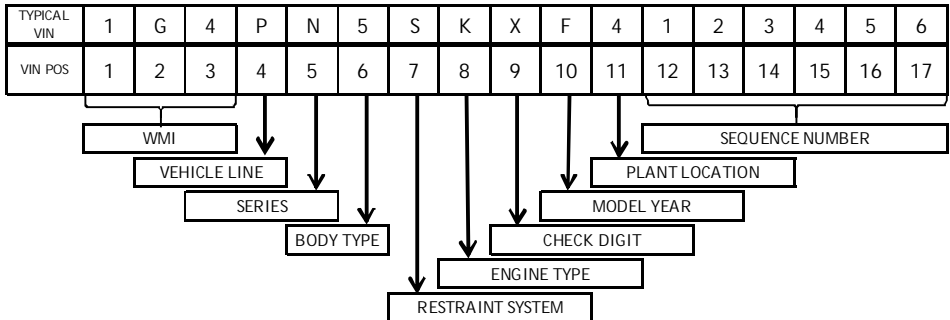 TYPICAL VIN 1 G 4 P N 5 S K X F 4 1 2 3 4 5 6
VIN POS 1 2 3 4 5 6 7 8 9 10 11 12 13 14 15 16 17
WMI SEQUENCE NUMBER
VEHICLE LINE PLANT LOCATION
SERIES MODEL YEAR
BODY TYPE CHECK DIGIT
ENGINE TYPE
RESTRAINT SYSTEM